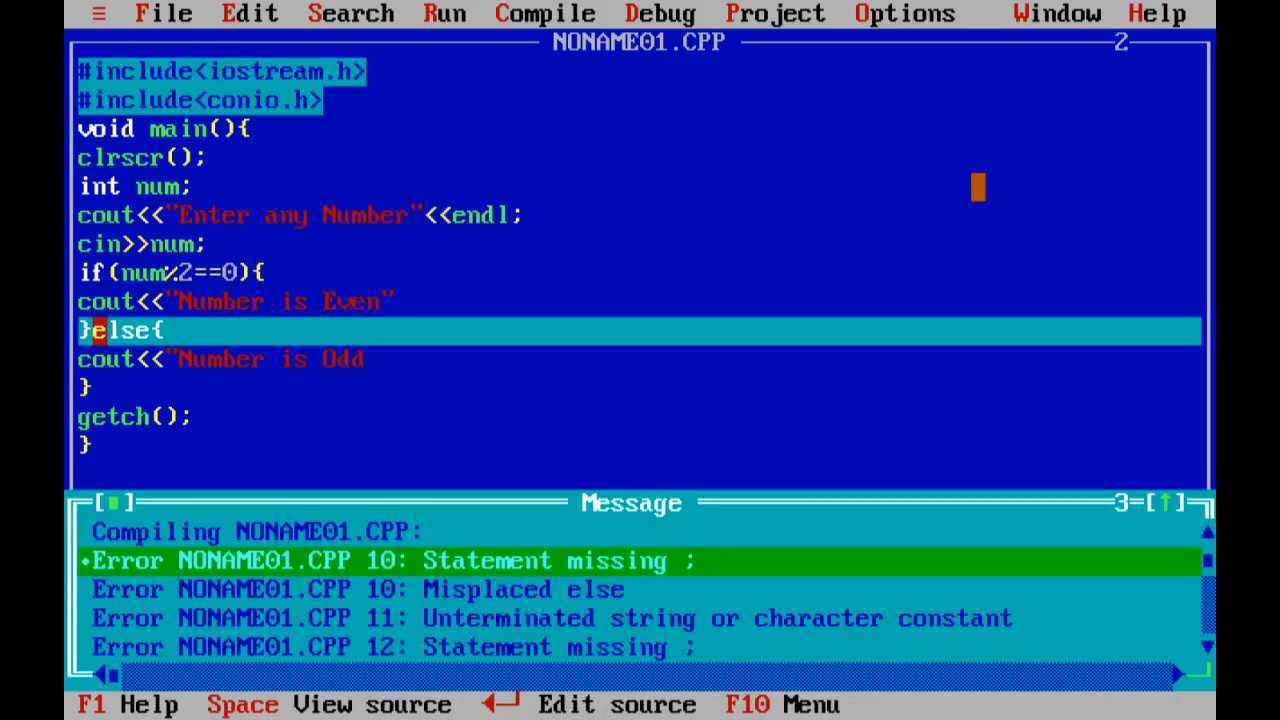 ≡ File Edit Search Run Compile Debug Project Options Window Help
NONAME01.CPP 2
#include<iostream.h>
#include<conio.h>
void main(){
clrscr();
int num;
cout<<"Enter any Number"<<endl;
cin>>num;
if(num%2==0){
cout<<"Number is Even"
}else{
cout<<"Number is Odd
}
getch();
}
[■] Message 3=[↑]
Compiling NONAME01.CPP:
•Error NONAME01.CPP 10: Statement missing ;
Error NONAME01.CPP 10: Misplaced else
Error NONAME01.CPP 11: Unterminated string or character constant
Error NONAME01.CPP 12: Statement missing ;
F1 Help Space View source ◄┘ Edit source F10 Menu